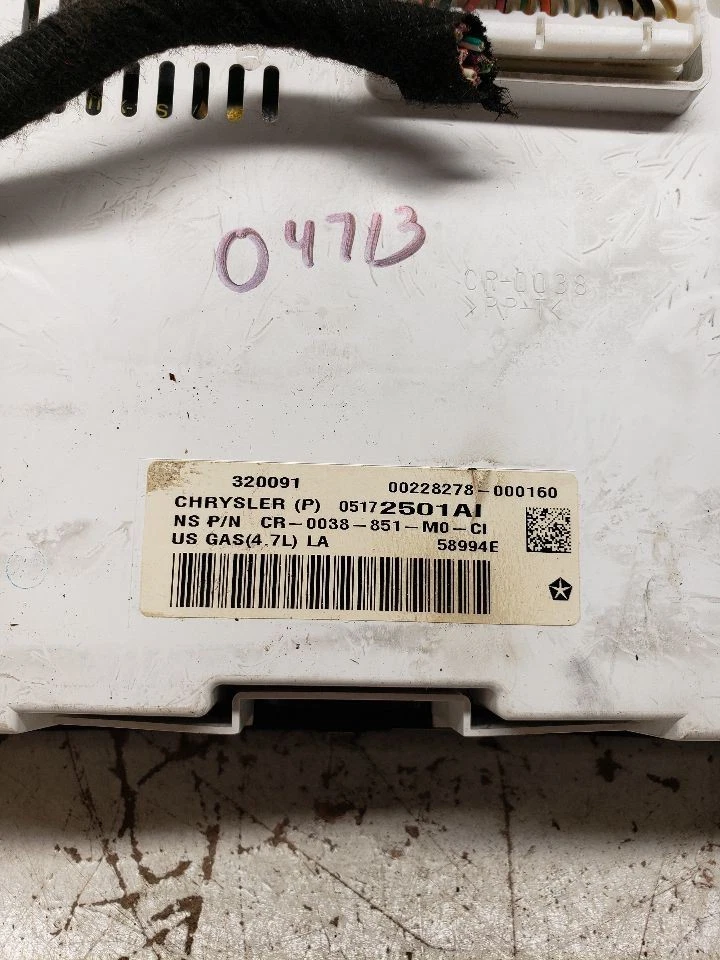 04713
CR-0038
>PP-T<
320091 00228278-000160
CHRYSLER (P) 05172501AI
NS P/N CR-0038-851-M0-CI
US GAS(4.7L) LA 58994E